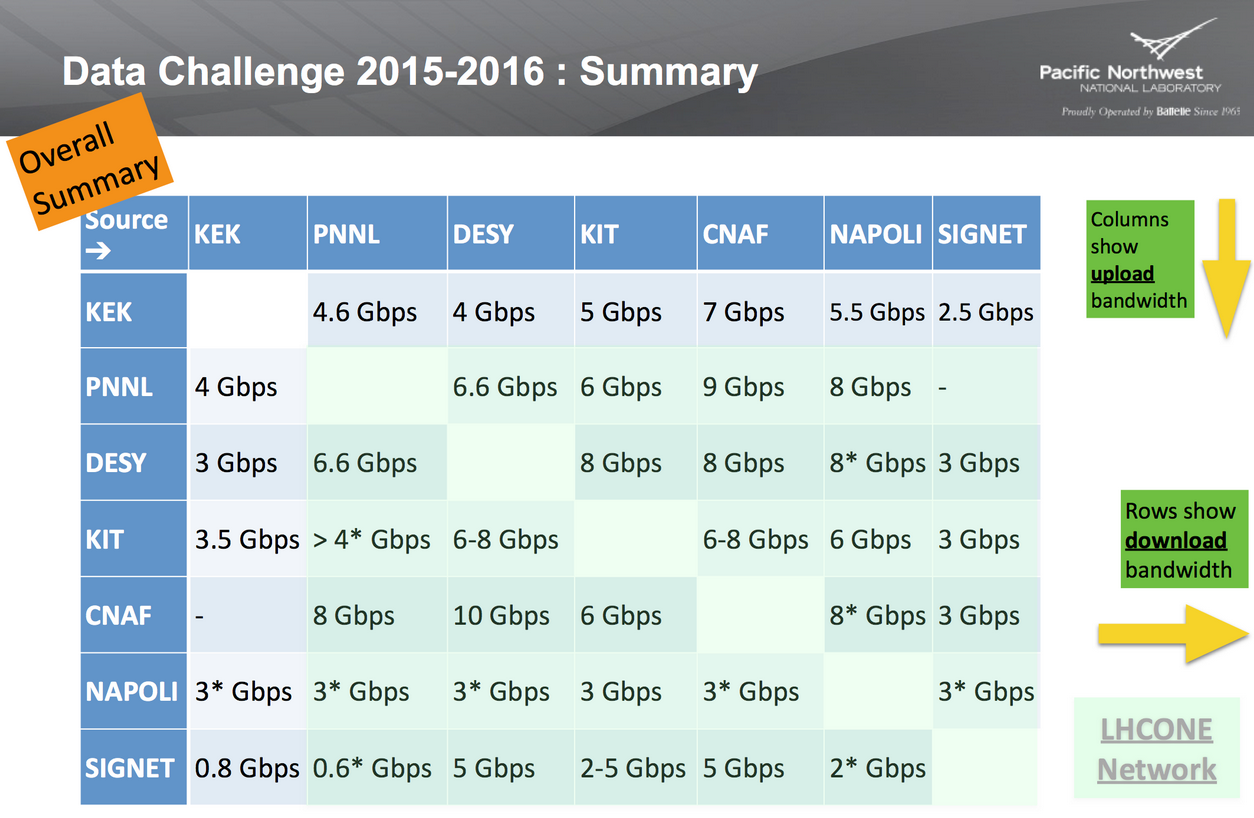 Data Challenge 2015-2016 : Summary
Pacific Northwest
NATIONAL LABORATORY
Proudly Operated by Battelle Since 1965
Overall
Summary
Source → KEK PNNL DESY KIT CNAF NAPOLI SIGNET
KEK 4.6 Gbps 4 Gbps 5 Gbps 7 Gbps 5.5 Gbps 2.5 Gbps
PNNL 4 Gbps 6.6 Gbps 6 Gbps 9 Gbps 8 Gbps -
DESY 3 Gbps 6.6 Gbps 8 Gbps 8 Gbps 8* Gbps 3 Gbps
KIT 3.5 Gbps > 4* Gbps 6-8 Gbps 6-8 Gbps 6 Gbps 3 Gbps
CNAF - 8 Gbps 10 Gbps 6 Gbps 8* Gbps 3 Gbps
NAPOLI 3* Gbps 3* Gbps 3* Gbps 3 Gbps 3* Gbps 3* Gbps
SIGNET 0.8 Gbps 0.6* Gbps 5 Gbps 2-5 Gbps 5 Gbps 2* Gbps
Columns
show
upload
bandwidth
Rows show
download
bandwidth
LHCONE
Network